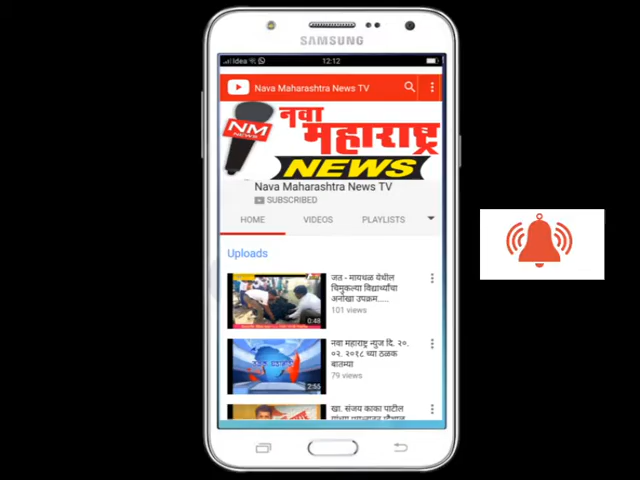 SAMSUNG
Idea
12:12
Nava Maharashtra News TV
NM
NEWS
नवा
महाराष्ट्र
NEWS
Nava Maharashtra News TV
SUBSCRIBED
HOME VIDEOS PLAYLISTS
Uploads
जत - मायथळ येथील
चिमुकल्या विद्यार्थ्यांचा
अनोखा उपक्रम.....
101 views
0:48
नवा महाराष्ट्र न्युज दि. २०.
०२. २०१८ च्या ठळक
बातम्या
79 views
2:55
खा. संजय काका पाटील